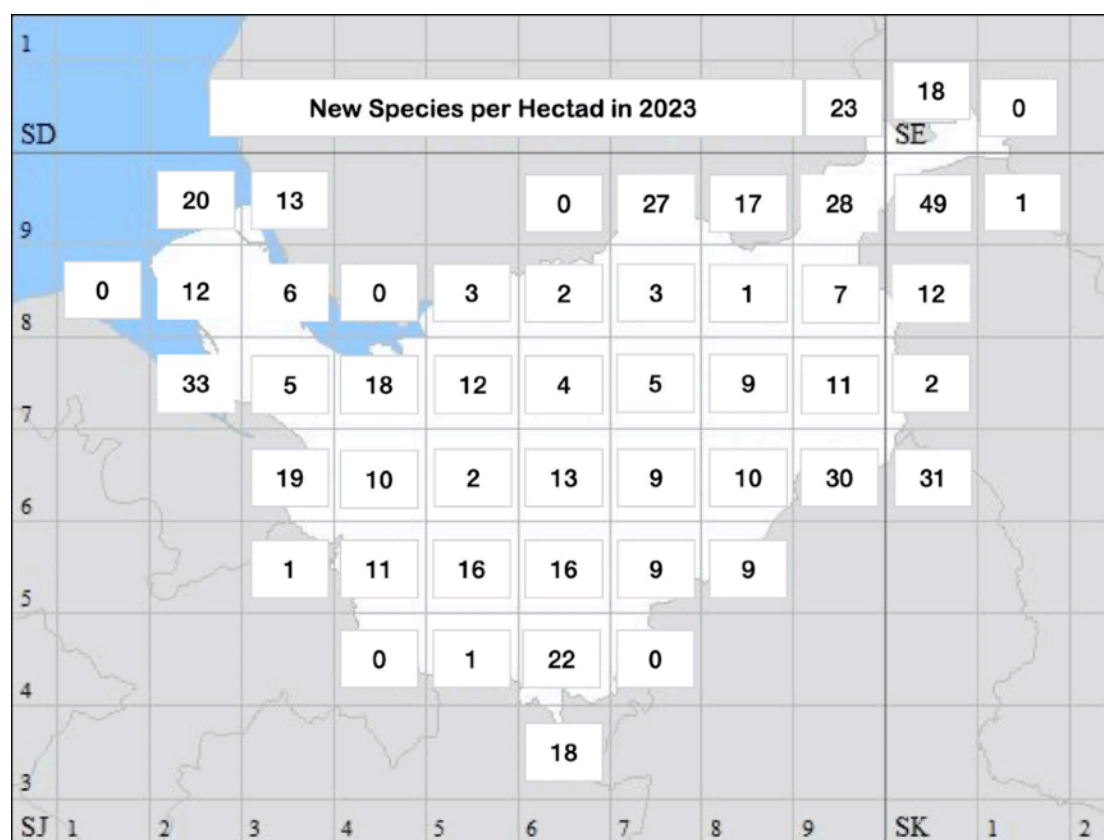 1
New Species per Hectad in 2023 23 18 0
SD SE
20 13 0 27 17 28 49 1
9
0 12 6 0 3 2 3 1 7 12
8
33 5 18 12 4 5 9 11 2
7
19 10 2 13 9 10 30 31
6
1 11 16 16 9 9
5
0 1 22 0
4
18
3
SJ 1 2 3 4 5 6 7 8 9 SK 1 2